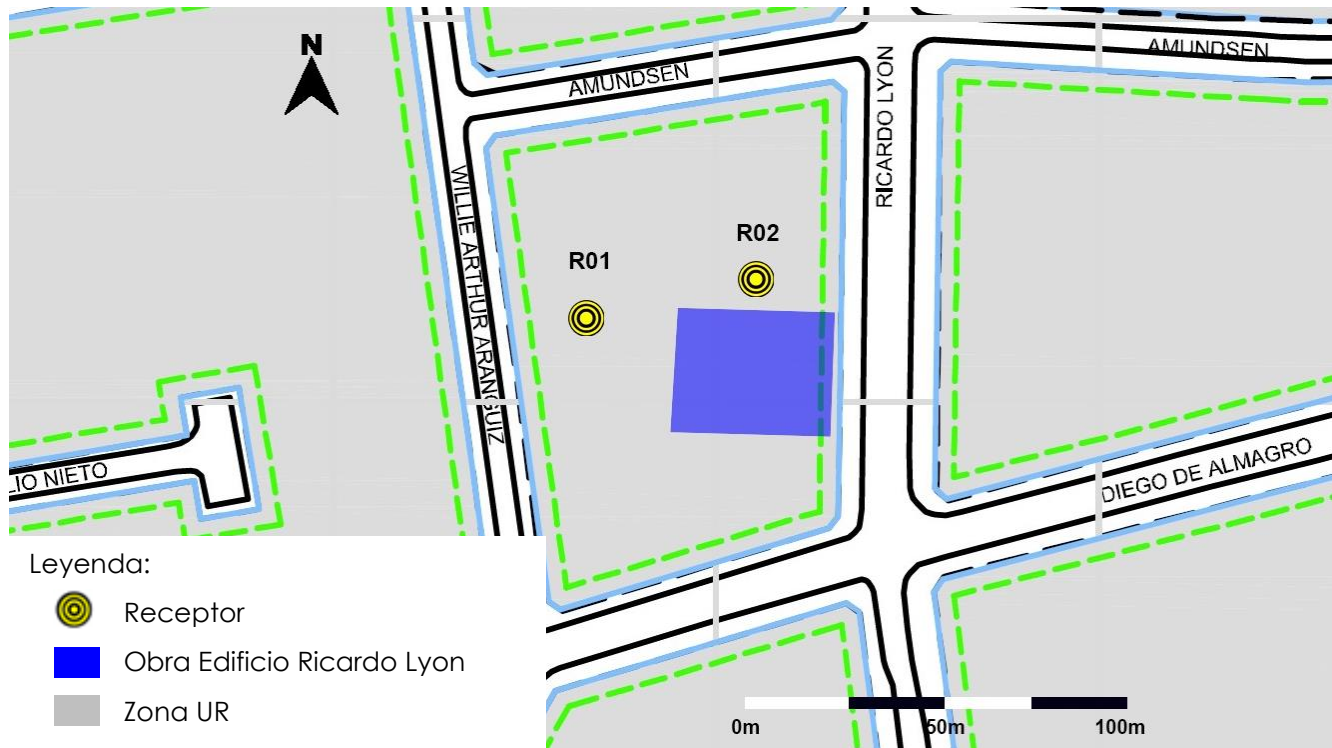 N
AMUNDSEN
AMUNDSEN
RICARDO LYON
WILLIE ARTHUR ARANGUIZ
R02
R01
LIO NIETO
DIEGO DE ALMAGRO
Leyenda:
Receptor
Obra Edificio Ricardo Lyon
Zona UR
0m 50m 100m